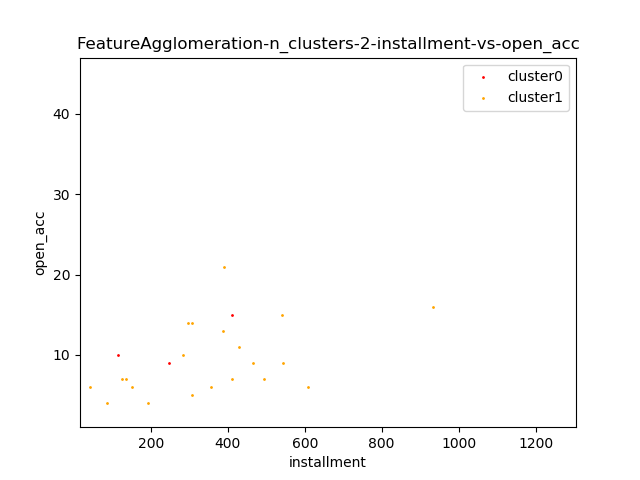 FeatureAgglomeration-n_clusters-2-installment-vs-open_acc
cluster0
cluster1
open_acc
40
30
20
10
200 400 600 800 1000 1200
installment